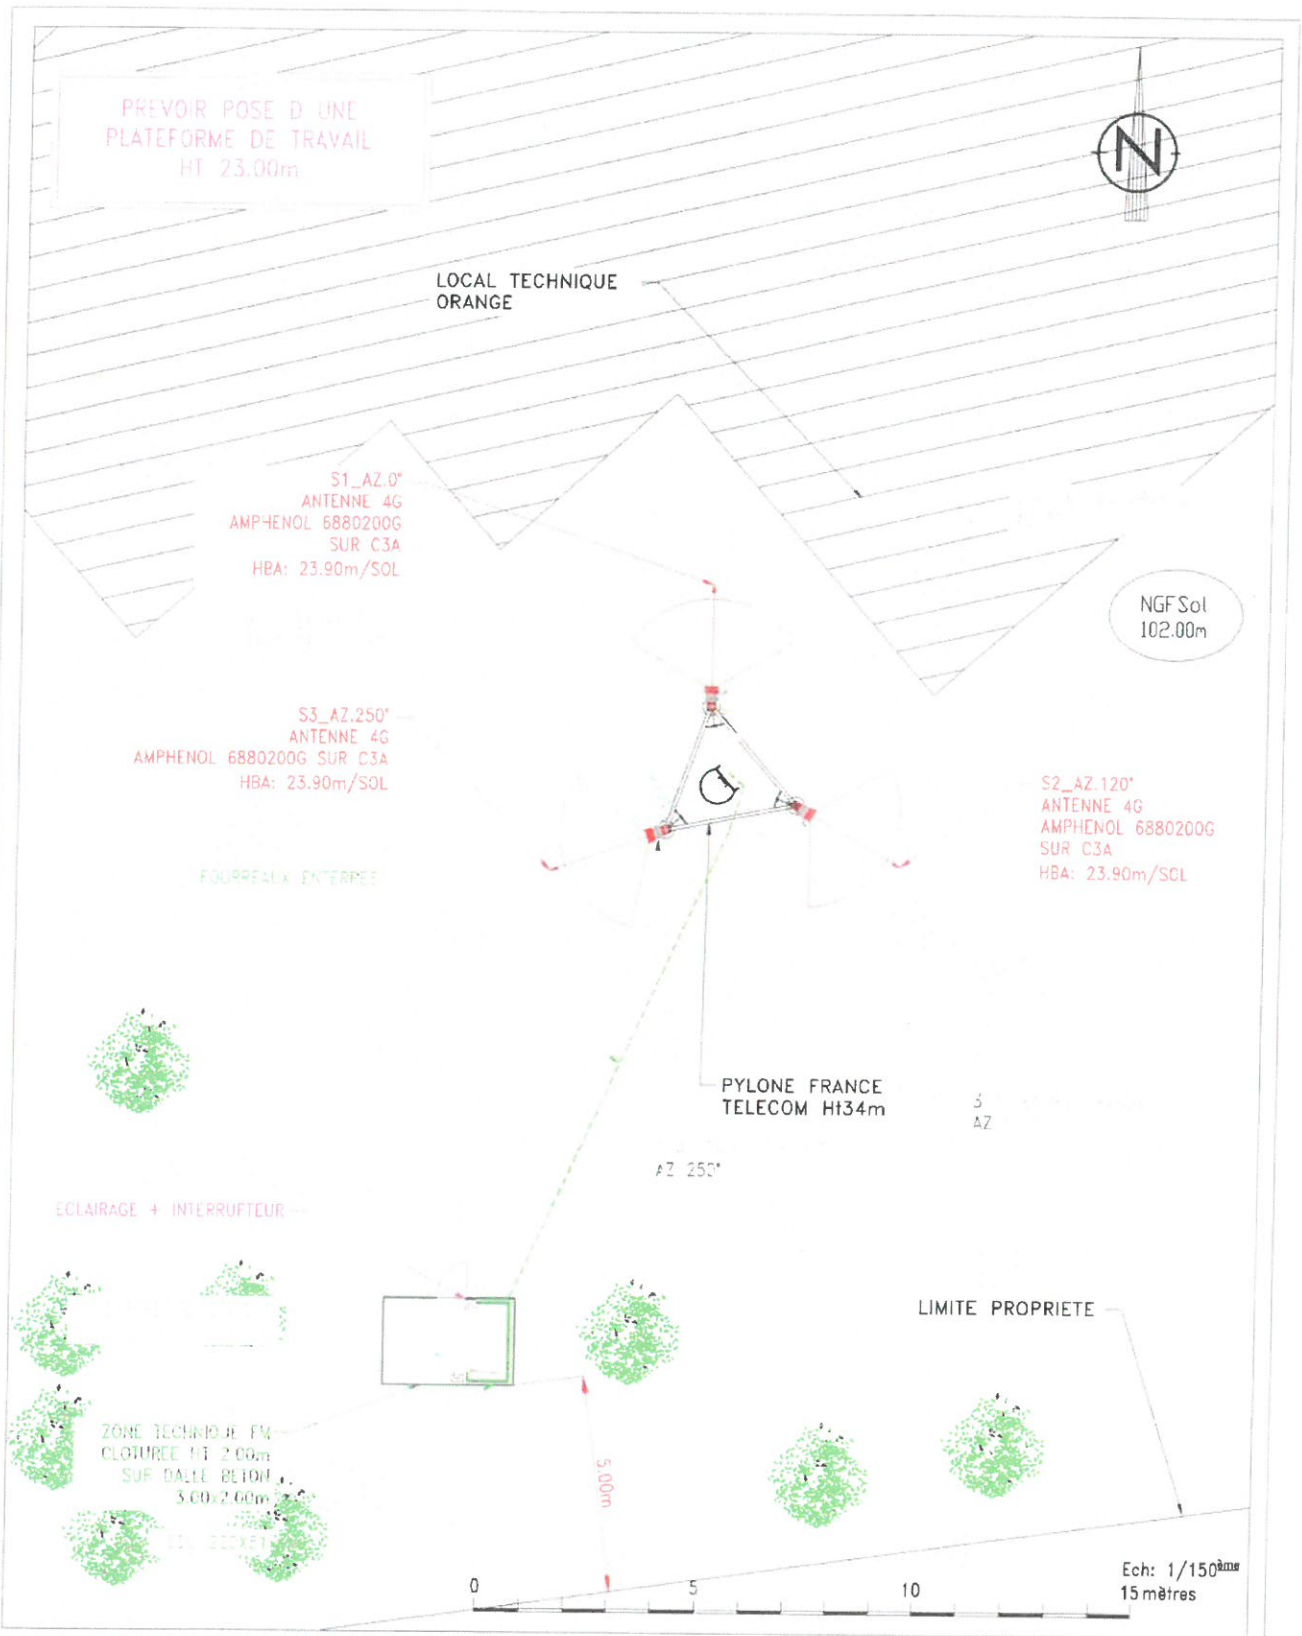 PREVOIR POSE D UNE
PLATEFORME DE TRAVAIL
HT 23.00m
N
LOCAL TECHNIQUE
ORANGE
S1_AZ.0°
ANTENNE 4G
AMPHENOL 6880200G
SUR C3A
HBA: 23.90m/SOL
NGFSol
102.00m
S3_AZ.250°
ANTENNE 4G
AMPHENOL 6880200G SUR C3A
HBA: 23.90m/SOL
S2_AZ.120°
ANTENNE 4G
AMPHENOL 6880200G
SUR C3A
HBA: 23.90m/SOL
FOURREAUX ENTERRES
PYLONE FRANCE
TELECOM Ht34m
3
AZ
AZ 250°
ECLAIRAGE + INTERRUPTEUR
LIMITE PROPRIETE
ZONE TECHNIQUE FM
CLOTUREE HT 2.00m
SUR DALLE BETON
3.00x2.00m
5.00m
0 5 10
Ech: 1/150ème
15 mètres